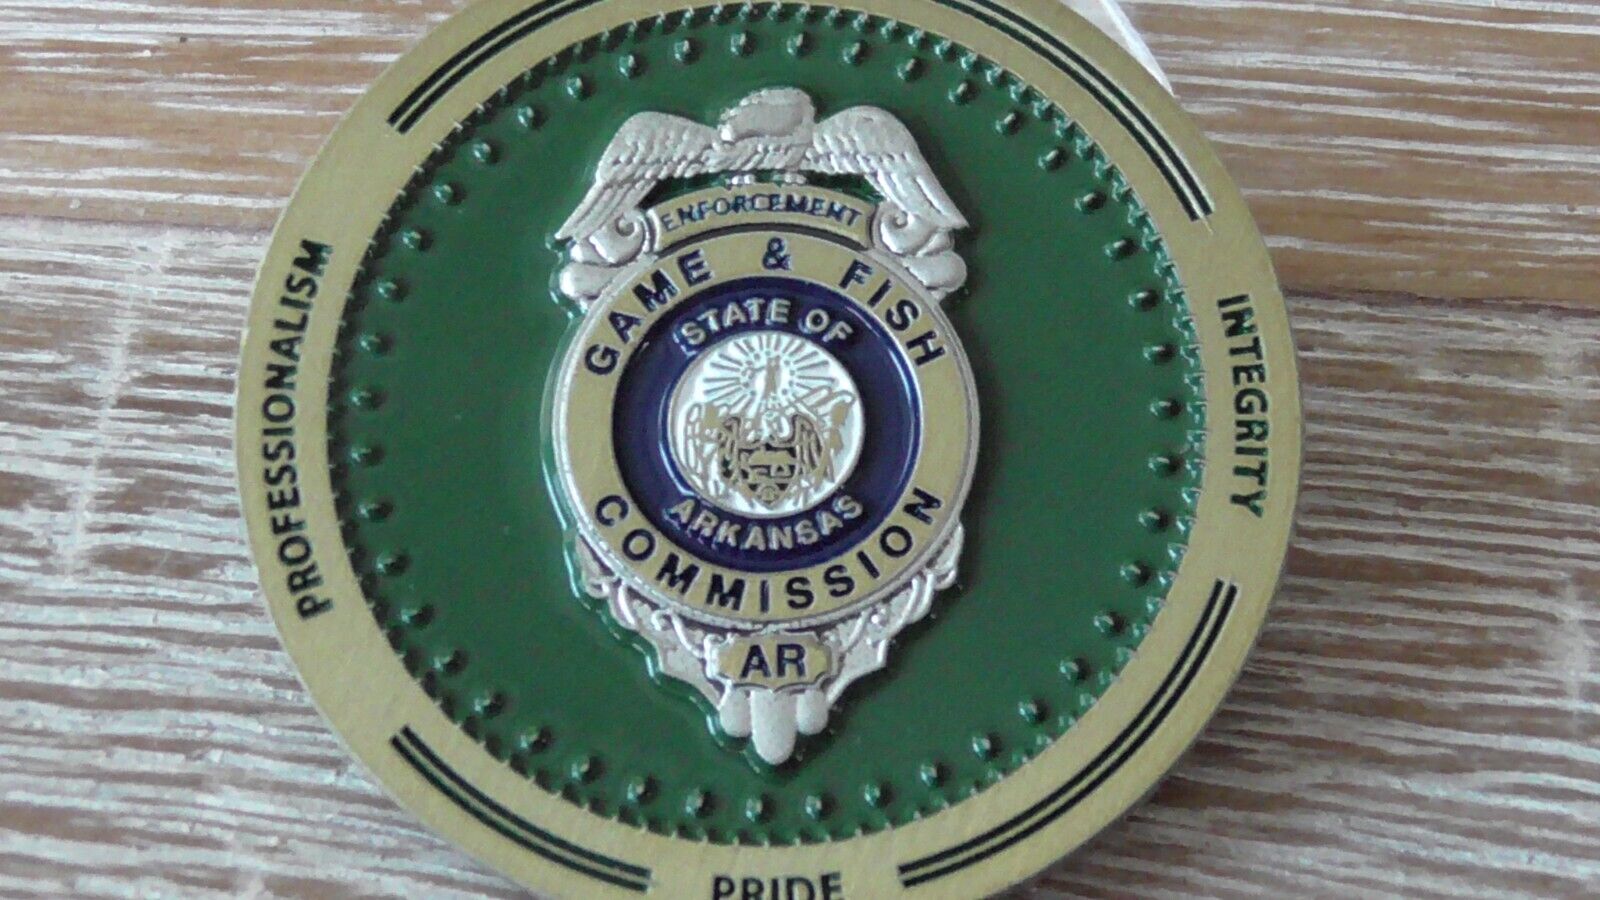 ENFORCEMENT
GAME & FISH
STATE OF
ARKANSAS
COMMISSION
AR
PROFESSIONALISM
INTEGRITY
PRIDE